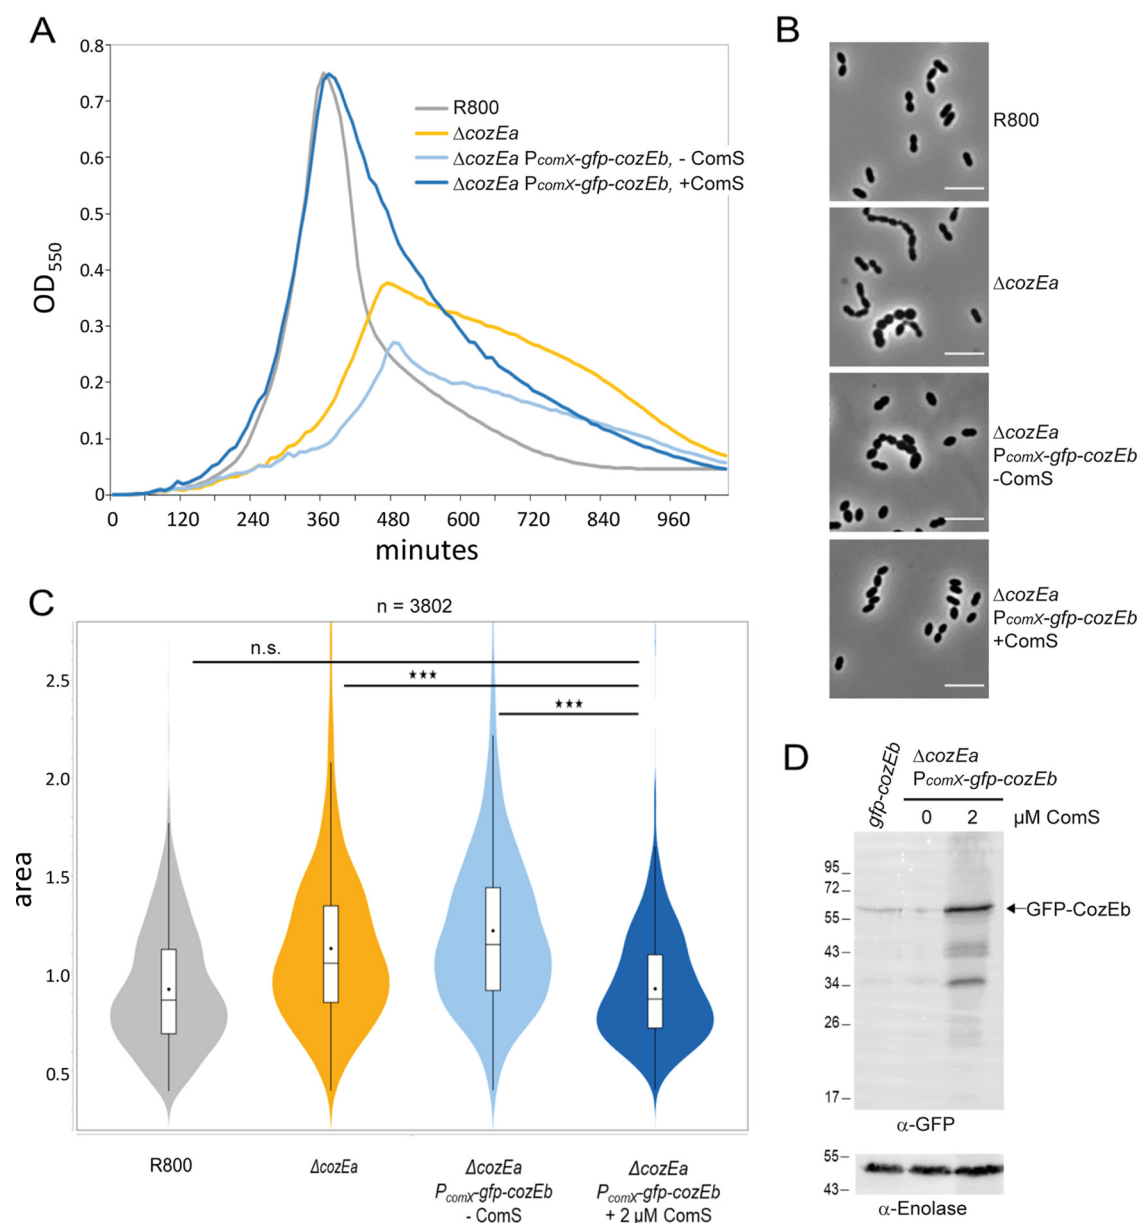 A
0.8
0.7
0.6
0.5
0.4
0.3
0.2
0.1
0
OD550
0 120 240 360 480 600 720 840 960
minutes
R800
ΔcozEa
ΔcozEa PcomX-gfp-cozEb, - ComS
ΔcozEa PcomX-gfp-cozEb, +ComS
B
R800
ΔcozEa
ΔcozEa
PcomX-gfp-cozEb
-ComS
ΔcozEa
PcomX-gfp-cozEb
+ComS
C
n = 3802
n.s.
★★★
★★★
2.5
2.0
1.5
1.0
0.5
area
R800
ΔcozEa
ΔcozEa
PcomX-gfp-cozEb
- ComS
ΔcozEa
PcomX-gfp-cozEb
+ 2 µM ComS
D
gfp-cozEb
ΔcozEa
PcomX-gfp-cozEb
0 2 µM ComS
95
72
55
43
34
26
17
GFP-CozEb
α-GFP
55
43
α-Enolase